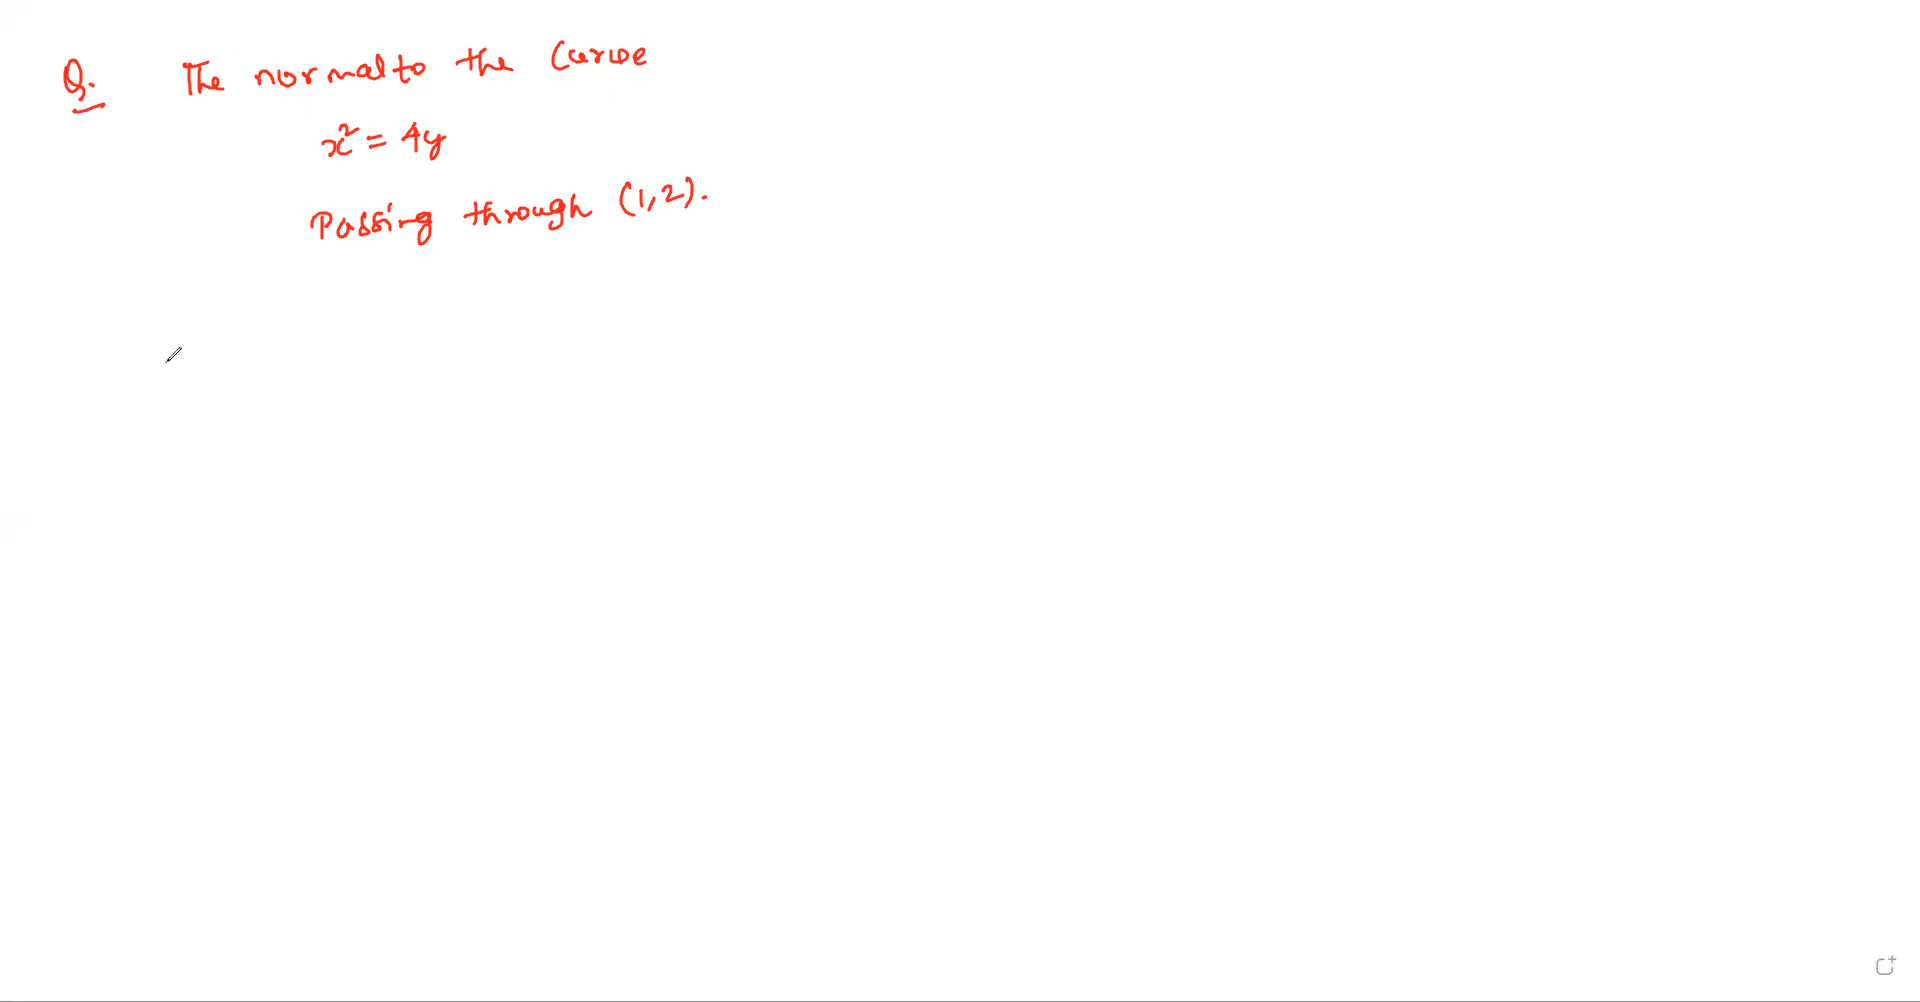 Q. The normal to the curve
x² = 4y
Passing through (1,2).